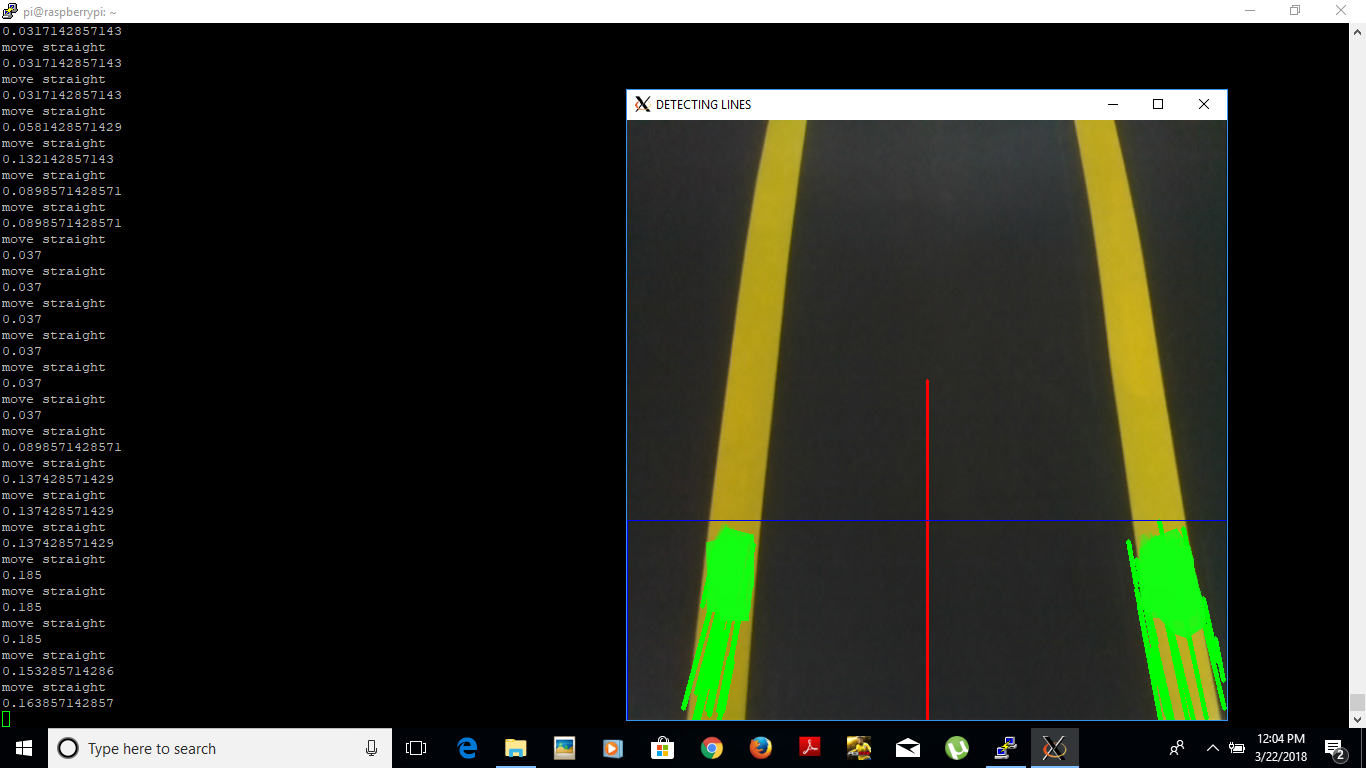 pi@raspberrypi: ~
0.0317142857143
move straight
0.0317142857143
move straight
0.0317142857143
move straight
0.0581428571429
move straight
0.132142857143
move straight
0.0898571428571
move straight
0.0898571428571
move straight
0.037
move straight
0.037
move straight
0.037
move straight
0.037
move straight
0.037
move straight
0.037
move straight
0.0898571428571
move straight
0.137428571429
move straight
0.137428571429
move straight
0.137428571429
move straight
0.185
move straight
0.185
move straight
0.185
move straight
0.153285714286
move straight
0.163857142857
DETECTING LINES
Type here to search
12:04 PM
3/22/2018
2